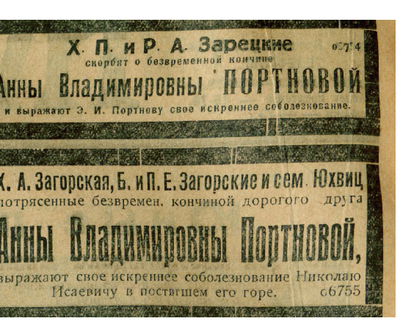 Х. П. и Р. А. Зарецкие
скорбят о безвременной кончине
Анны Владимировны ПОРТНОВОЙ
и выражают Э. И. Портнову свое искреннее соболезнование.
Х. А. Загорская, Б. и П. Е. Загорские и сем. Юхвиц
потрясенные безвремен. кончиной дорогого друга
Анны Владимировны Портновой,
выражают свое искреннее соболезнование Николаю
Исаевичу в постигшем его горе. с6755